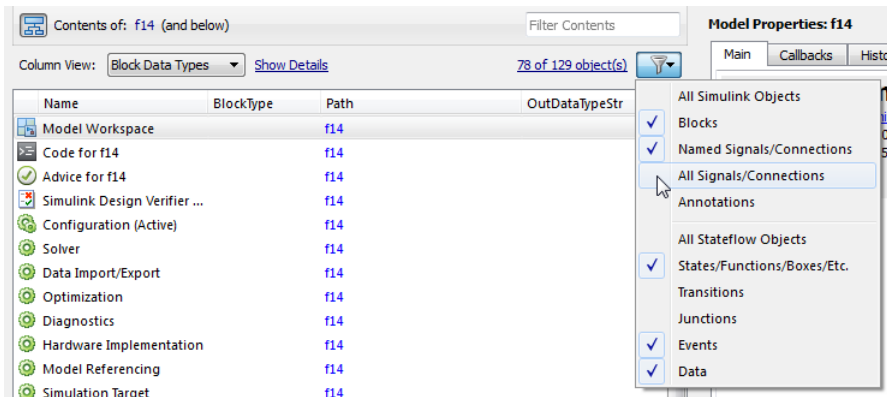 Contents of: f14 (and below)
Filter Contents
Model Properties: f14
Column View: Block Data Types Show Details 78 of 129 object(s)
Main Callbacks
Name BlockType Path OutDataTypeStr
Model Workspace f14
Code for f14 f14
Advice for f14 f14
Simulink Design Verifier ... f14
Configuration (Active) f14
Solver f14
Data Import/Export f14
Optimization f14
Diagnostics f14
Hardware Implementation f14
Model Referencing f14
Simulation Target f14
All Simulink Objects
Blocks
Named Signals/Connections
All Signals/Connections
Annotations
All Stateflow Objects
States/Functions/Boxes/Etc.
Transitions
Junctions
Events
Data